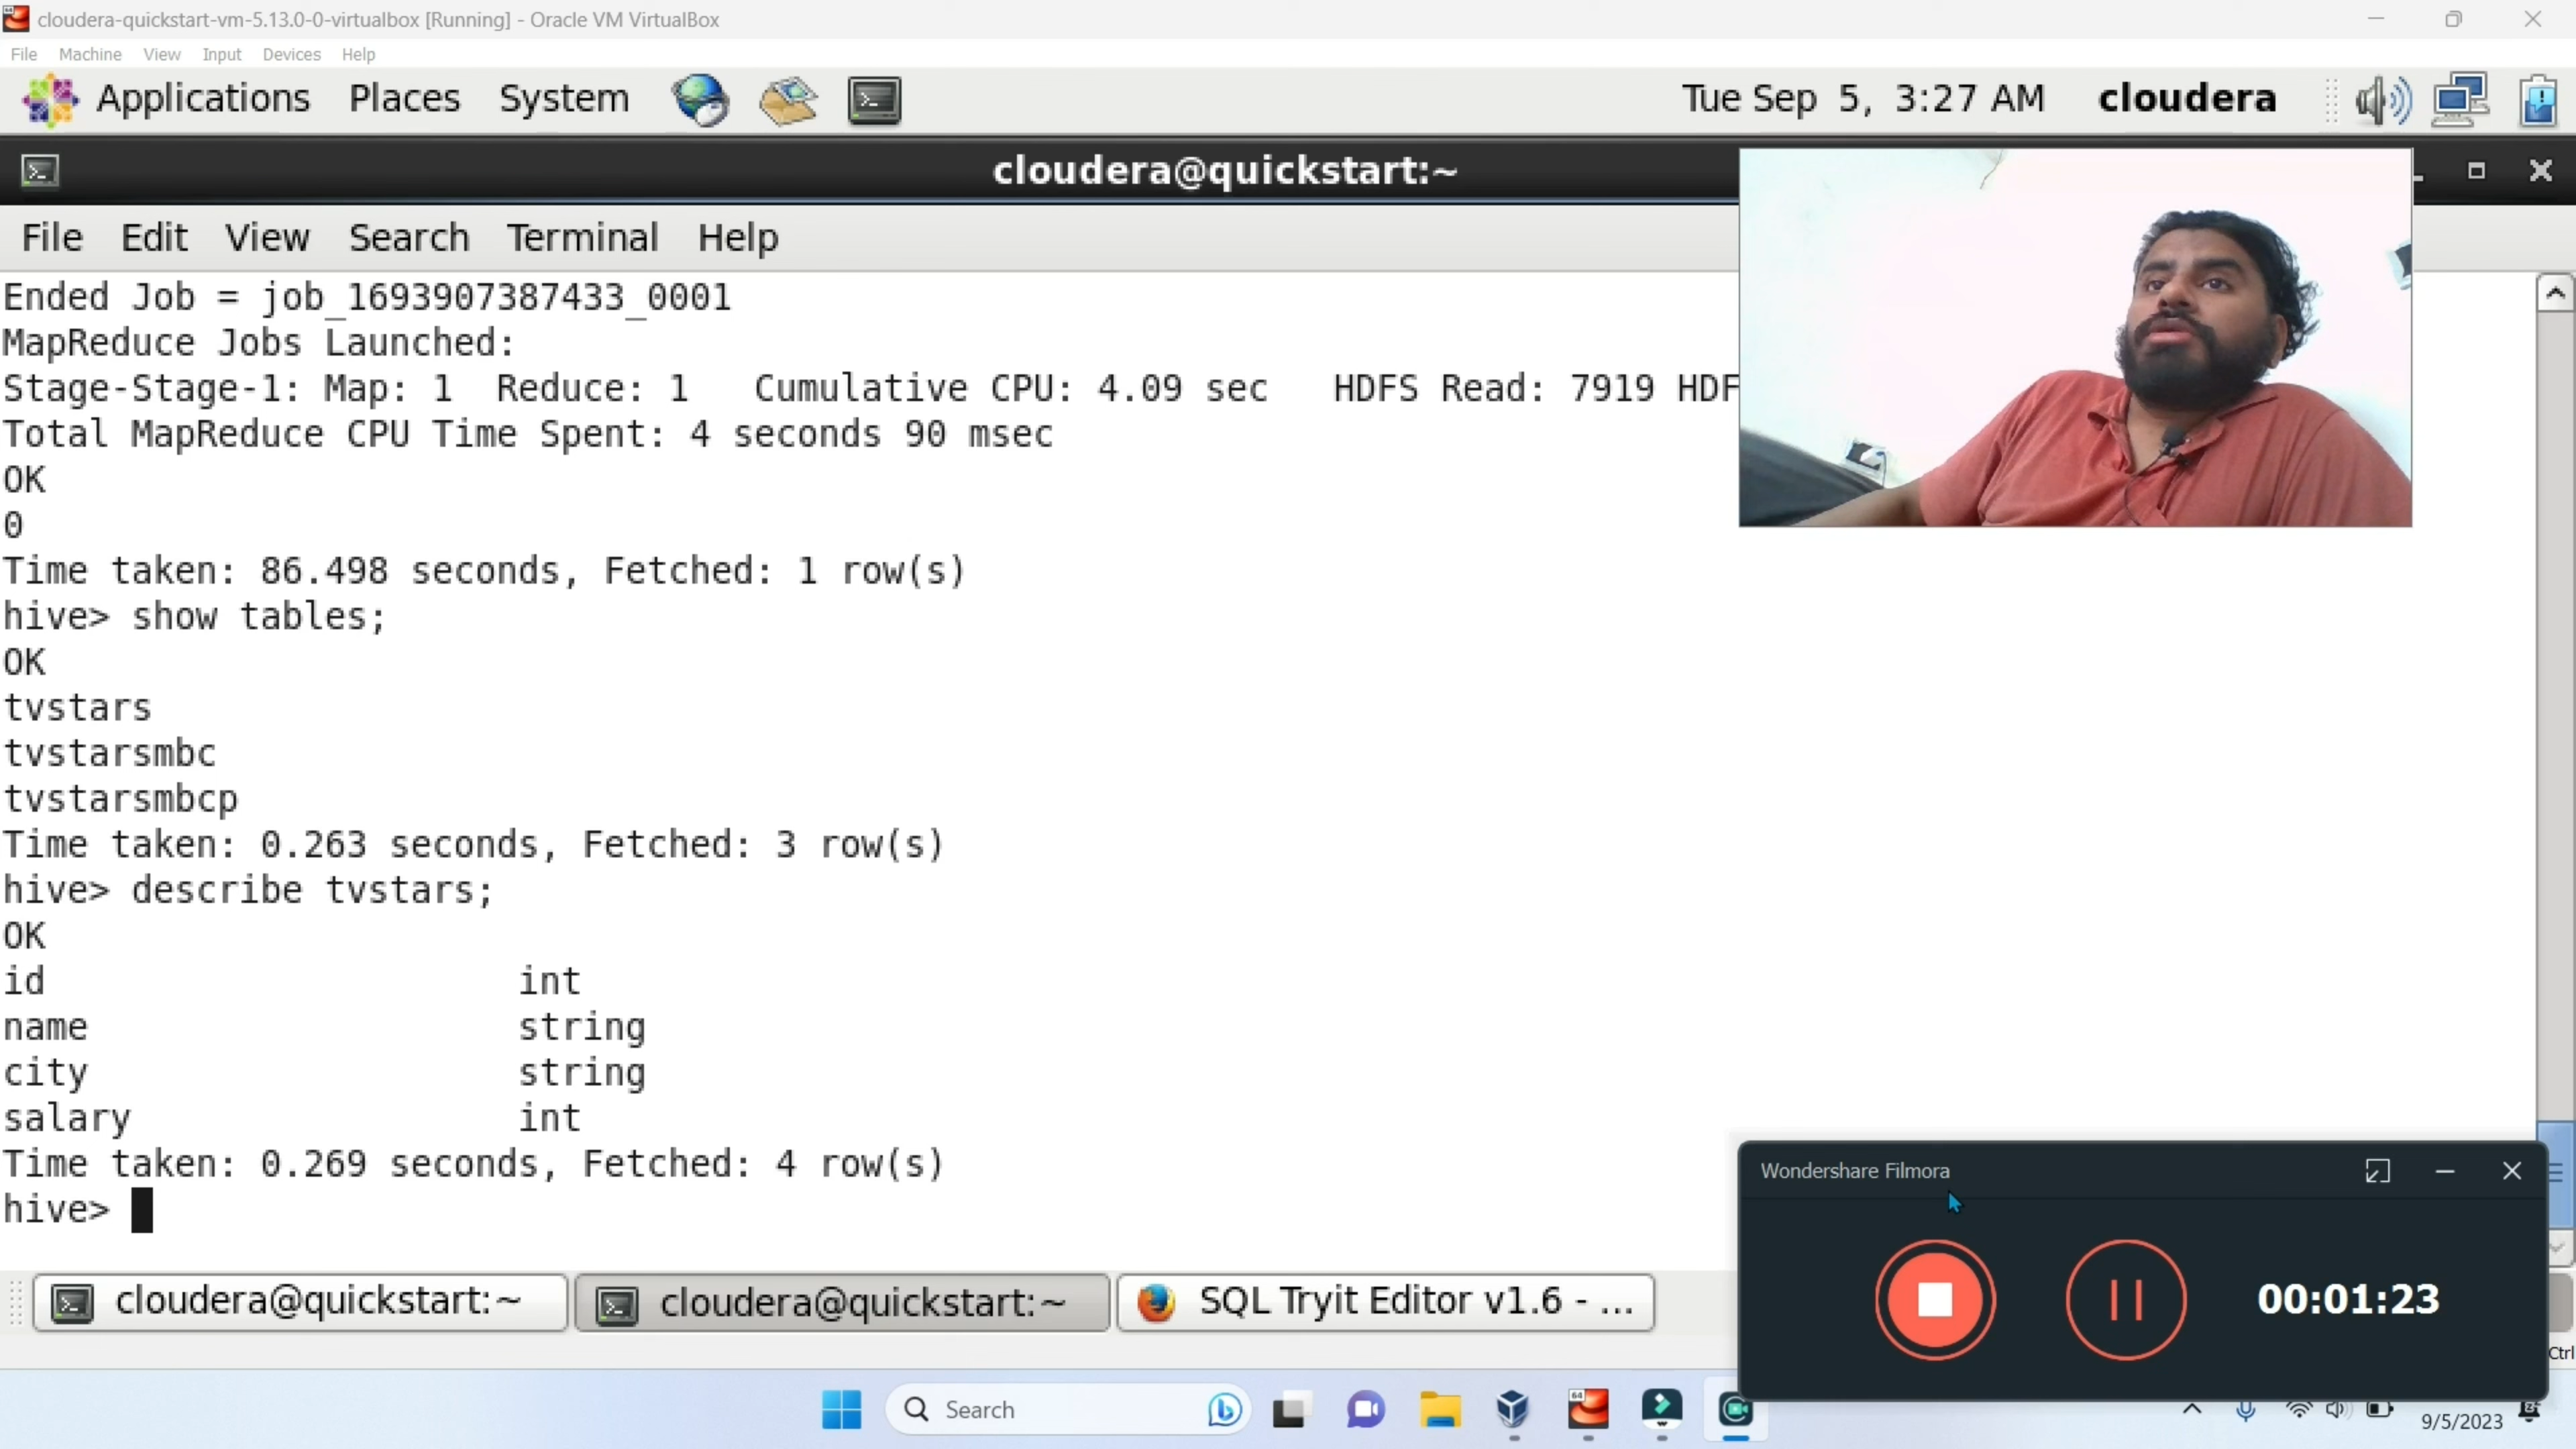 cloudera-quickstart-vm-5.13.0-0-virtualbox [Running] - Oracle VM VirtualBox
File Machine View Input Devices Help
Applications Places System Tue Sep 5, 3:27 AM cloudera
cloudera@quickstart:~
File Edit View Search Terminal Help
Ended Job = job_1693907387433_0001
MapReduce Jobs Launched:
Stage-Stage-1: Map: 1 Reduce: 1 Cumulative CPU: 4.09 sec HDFS Read: 7919 HDF
Total MapReduce CPU Time Spent: 4 seconds 90 msec
OK
0
Time taken: 86.498 seconds, Fetched: 1 row(s)
hive> show tables;
OK
tvstars
tvstarsmbc
tvstarsmbcp
Time taken: 0.263 seconds, Fetched: 3 row(s)
hive> describe tvstars;
OK
id int
name string
city string
salary int
Time taken: 0.269 seconds, Fetched: 4 row(s)
hive>
Wondershare Filmora
00:01:23
cloudera@quickstart:~ cloudera@quickstart:~ SQL Tryit Editor v1.6 - ...
Ctrl
Search
64
9/5/2023